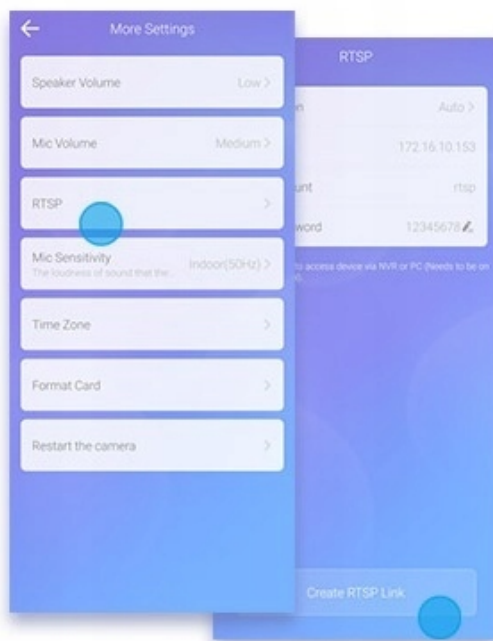 More Settings
Speaker Volume Low >
Mic Volume Medium >
RTSP >
Mic Sensitivity Indoor(50Hz) >
The loudness of sound that the...
Time Zone >
Format Card >
Restart the camera >
RTSP
Auto >
172.16.10.153
unt rtsp
word 12345678
to access device via NVR or PC (Needs to be on
Create RTSP Link